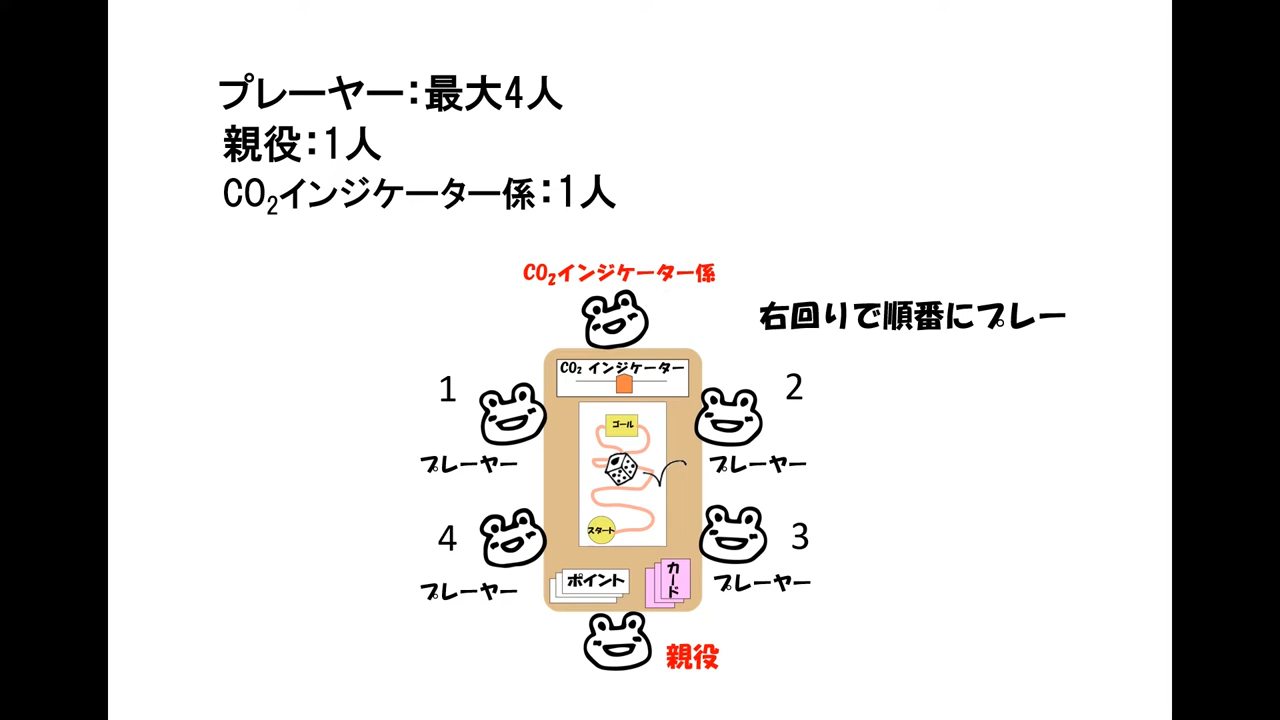 プレーヤー：最大4人
親役：1人
CO₂インジケーター係：1人
CO₂インジケーター係
右回りで順番にプレー
CO₂ インジケーター
1
2
ゴール
プレーヤー
プレーヤー
スタート
4
3
プレーヤー
プレーヤー
ポイント
カード
親役